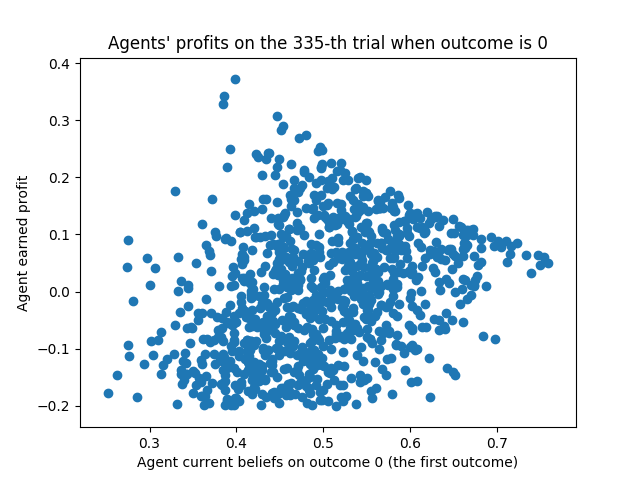 Agents' profits on the 335-th trial when outcome is 0
0.4
0.3
0.2
0.1
0.0
−0.1
−0.2
Agent earned profit
0.3 0.4 0.5 0.6 0.7
Agent current beliefs on outcome 0 (the first outcome)